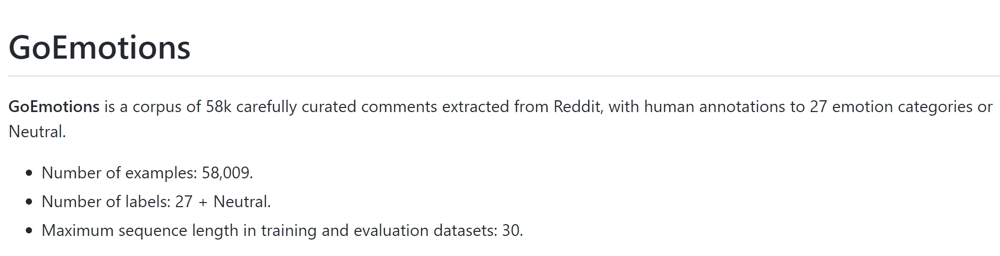 GoEmotions
GoEmotions is a corpus of 58k carefully curated comments extracted from Reddit, with human annotations to 27 emotion categories or
Neutral.
• Number of examples: 58,009.
• Number of labels: 27 + Neutral.
• Maximum sequence length in training and evaluation datasets: 30.